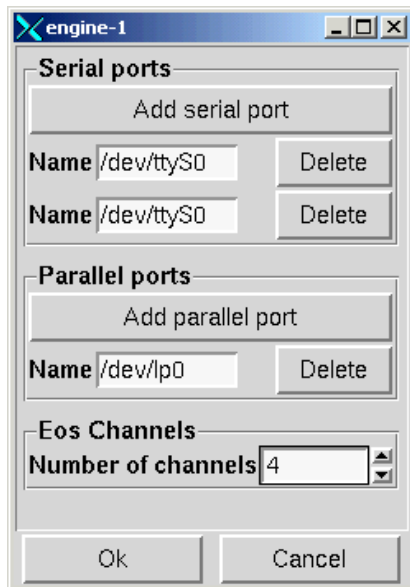 engine-1
Serial ports
Add serial port
Name /dev/ttyS0 Delete
Name /dev/ttyS0 Delete
Parallel ports
Add parallel port
Name /dev/lp0 Delete
Eos Channels
Number of channels 4
Ok Cancel